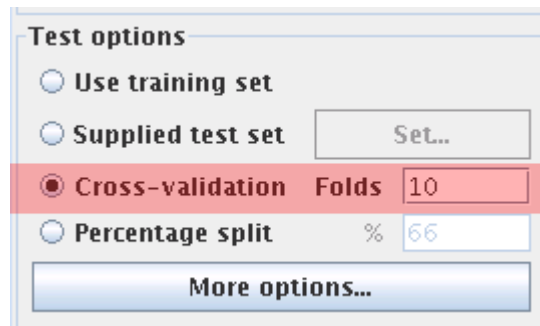 Test options
Use training set
Supplied test set Set...
Cross-validation Folds 10
Percentage split % 66
More options...